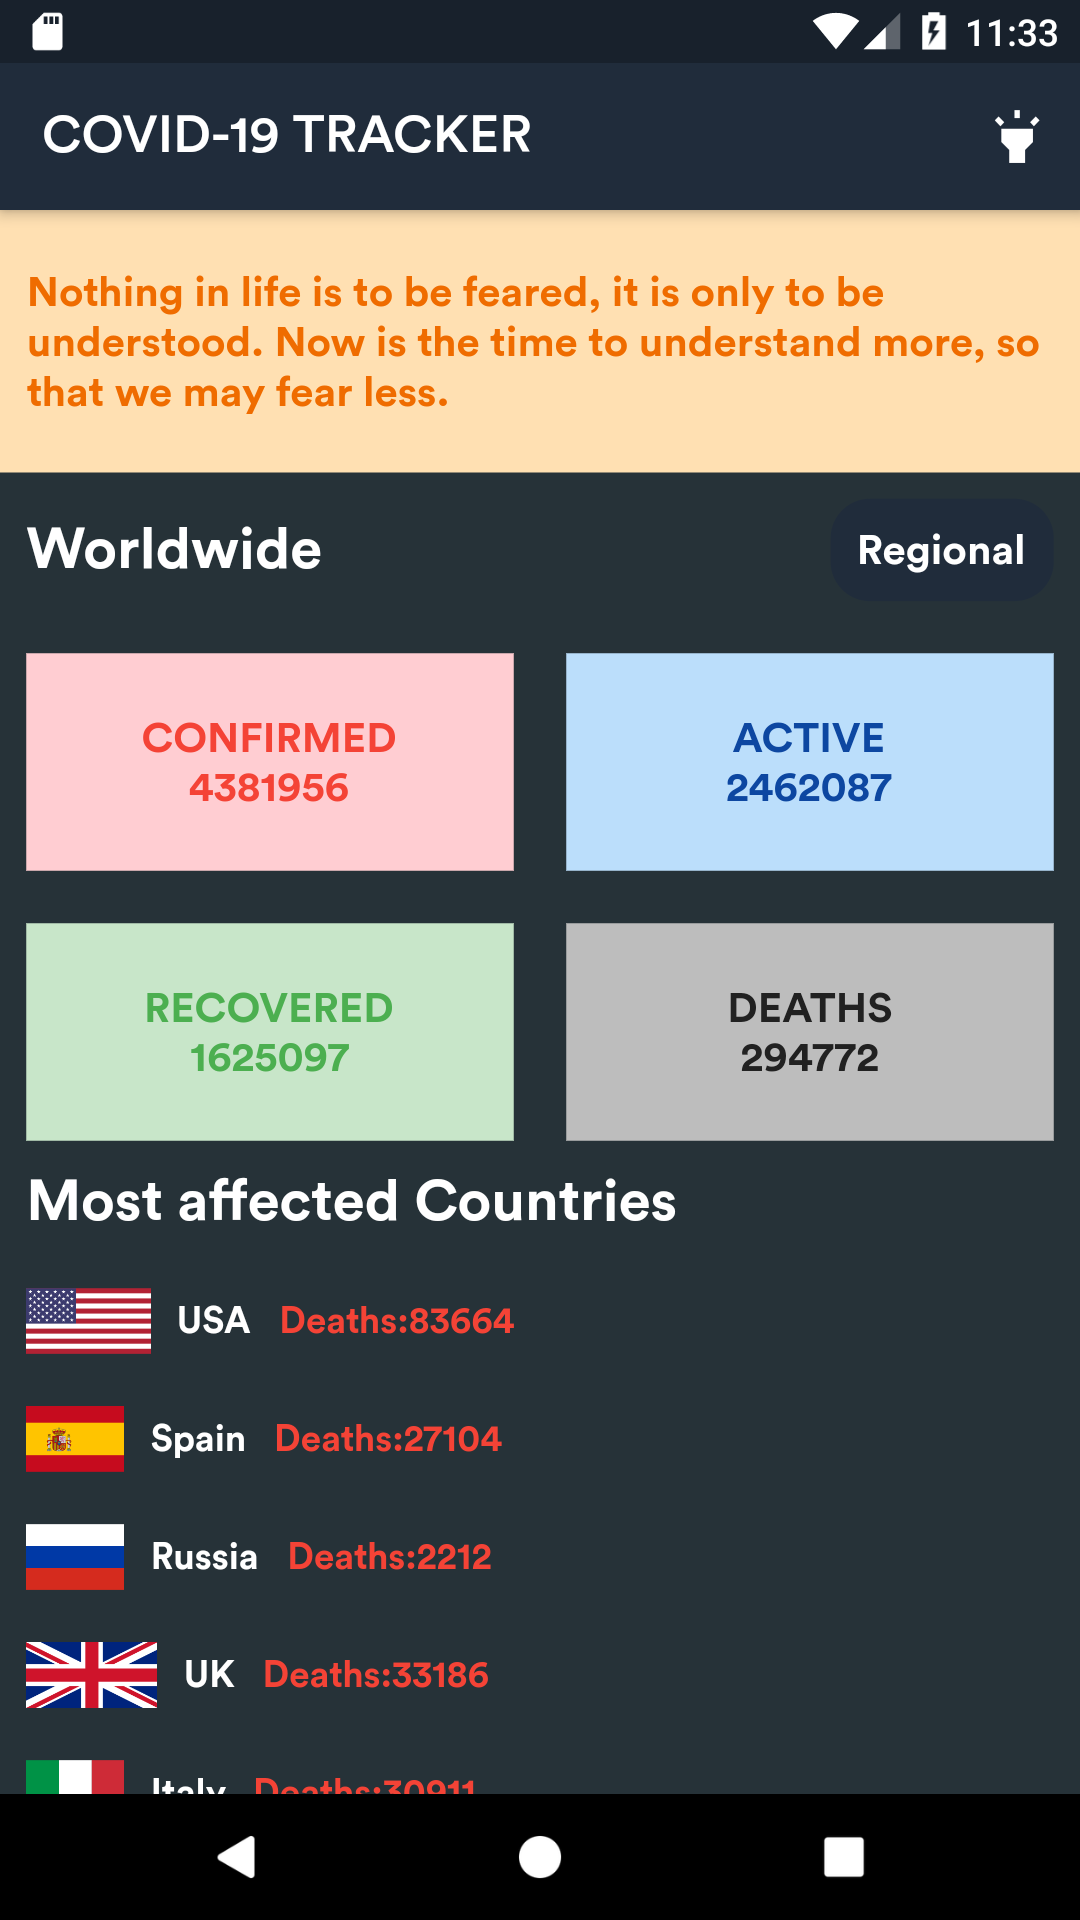 11:33
COVID-19 TRACKER
Nothing in life is to be feared, it is only to be
understood. Now is the time to understand more, so
that we may fear less.
Worldwide
Regional
CONFIRMED
4381956
ACTIVE
2462087
RECOVERED
1625097
DEATHS
294772
Most affected Countries
USA Deaths:83664
Spain Deaths:27104
Russia Deaths:2212
UK Deaths:33186
Italy Deaths:30911